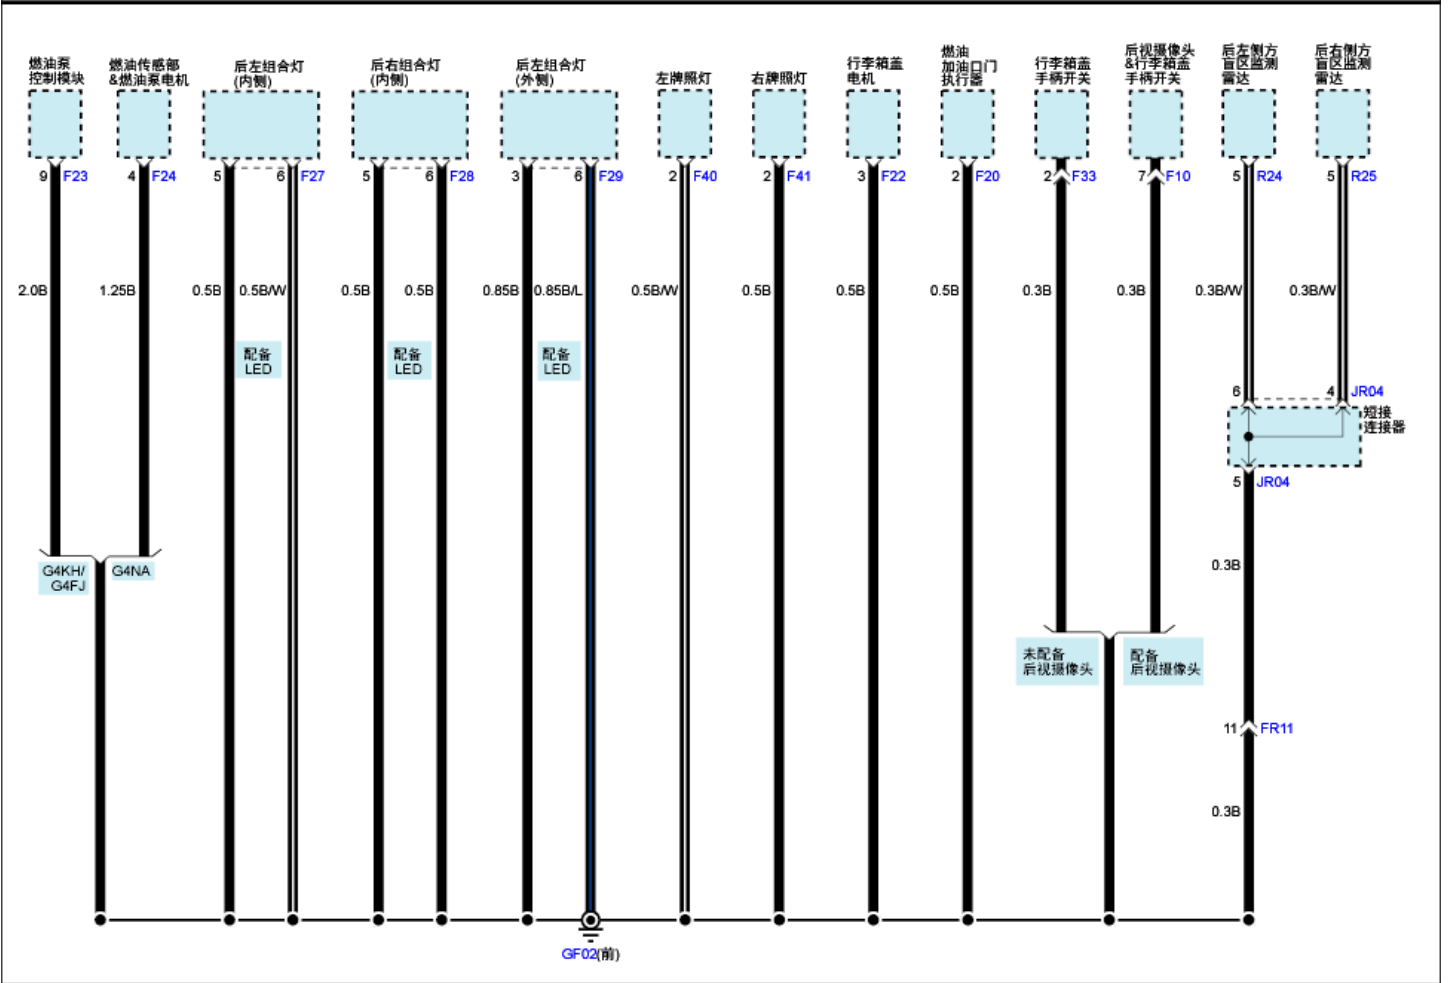 燃油泵
控制模块
燃油传感部
&燃油泵电机
后左组合灯
(内侧)
后右组合灯
(内侧)
后左组合灯
(外侧)
左牌照灯
右牌照灯
行李箱盖
电机
燃油
加油口门
执行器
行李箱盖
手柄开关
后视摄像头
&行李箱盖
手柄开关
后左侧方
盲区监测
雷达
后右侧方
盲区监测
雷达
9 F23
4 F24
5 6 F27
5 6 F28
3 6 F29
2 F40
2 F41
3 F22
2 F20
2 F33
7 F10
5 R24
5 R25
2.0B
1.25B
0.5B 0.5B/W
0.5B 0.5B
0.85B 0.85B/L
0.5B/W
0.5B
0.5B
0.5B
0.3B
0.3B
0.3B/W
0.3B/W
配备
LED
配备
LED
配备
LED
6 4 JR04
短接
连接器
5 JR04
G4KH/
G4FJ
G4NA
0.3B
未配备
后视摄像头
配备
后视摄像头
11 FR11
0.3B
GF02(前)